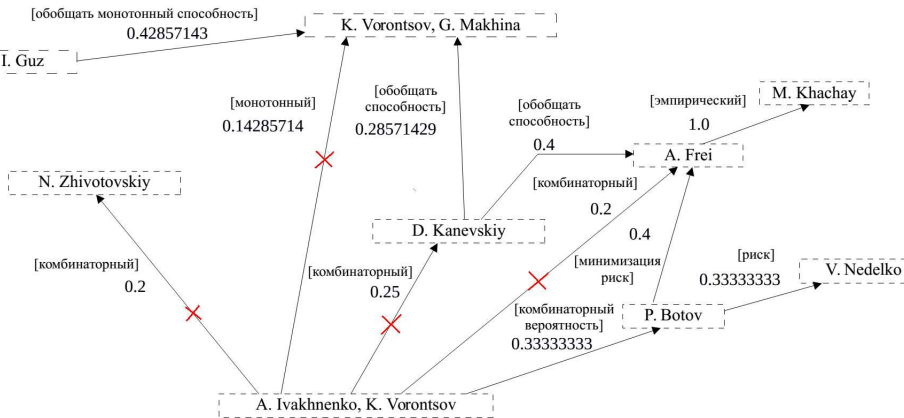 [обобщать монотонный способность]
0.42857143
K. Vorontsov, G. Makhina
I. Guz
[монотонный]
0.14285714
[обобщать
способность]
0.28571429
[обобщать
способность]
0.4
[эмпирический]
1.0
M. Khachay
A. Frei
N. Zhivotovskiy
[комбинаторный]
0.2
D. Kanevskiy
0.4
[минимизация
риск]
[комбинаторный]
0.2
[комбинаторный]
0.25
[риск]
0.33333333
V. Nedelko
[комбинаторный
вероятность]
0.33333333
P. Botov
A. Ivakhnenko, K. Vorontsov